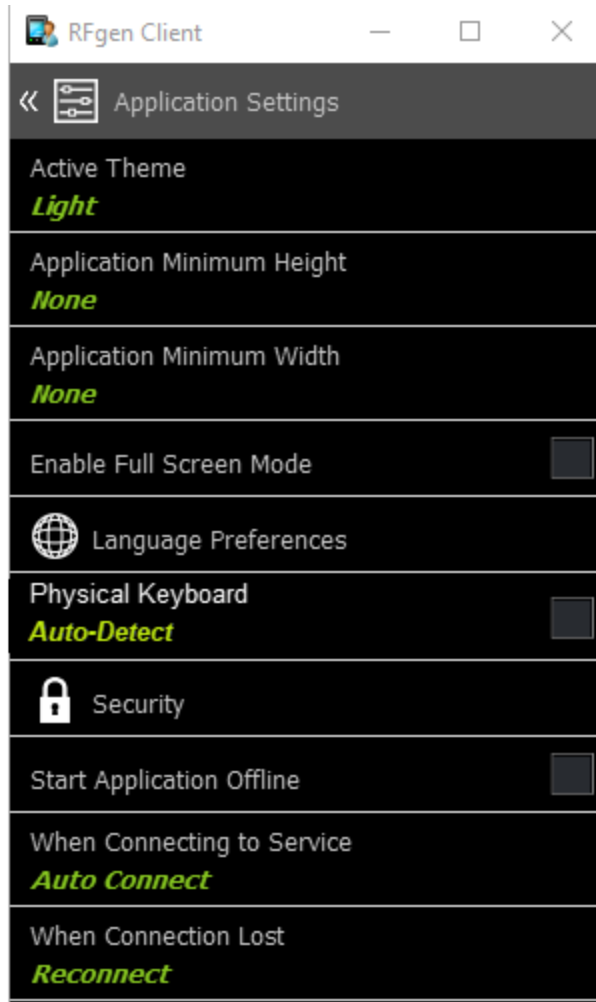 RFgen Client
« Application Settings
Active Theme
Light
Application Minimum Height
None
Application Minimum Width
None
Enable Full Screen Mode
Language Preferences
Physical Keyboard
Auto-Detect
Security
Start Application Offline
When Connecting to Service
Auto Connect
When Connection Lost
Reconnect